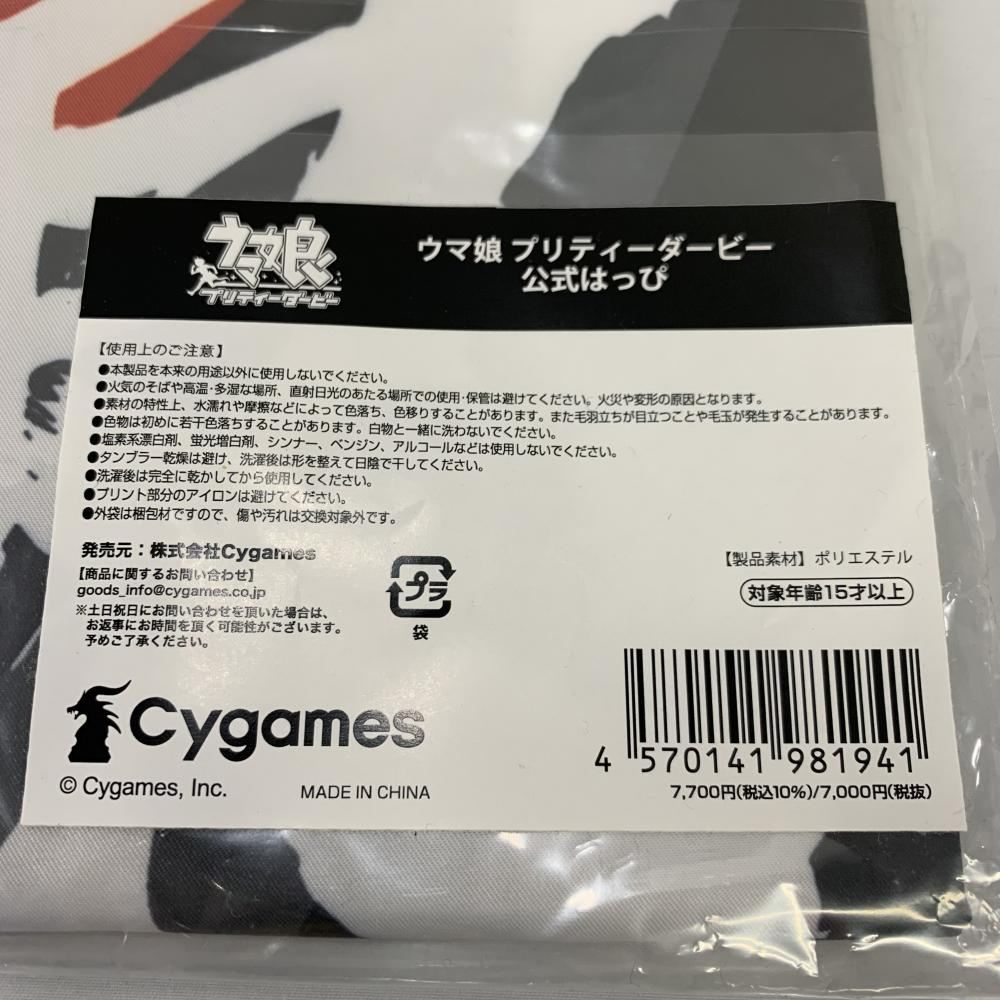 ウマ娘
プリティーダービー
ウマ娘 プリティーダービー
公式はっぴ
【使用上のご注意】
●本製品を本来の用途以外に使用しないでください。
●火気のそばや高温・多湿な場所、直射日光のあたる場所での使用・保管は避けてください。火災や変形の原因となります。
●素材の特性上、水濡れや摩擦などによって色落ち、色移りすることがあります。また毛羽立ちが目立つことや毛玉が発生することがあります。
●色物は初めに若干色落ちすることがあります。白物と一緒に洗わないでください。
●塩素系漂白剤、蛍光増白剤、シンナー、ベンジン、アルコールなどは使用しないでください。
●タンブラー乾燥は避け、洗濯後は形を整えて日陰で干してください。
●洗濯後は完全に乾かしてから使用してください。
●プリント部分のアイロンは避けてください。
●外袋は梱包材ですので、傷や汚れは交換対象外です。
発売元：株式会社Cygames
【商品に関するお問い合わせ】
goods_info@cygames.co.jp
※土日祝日にお問い合わせを頂いた場合は、
お返事にお時間を頂く可能性がございます。
予めご了承ください。
プラ
袋
【製品素材】ポリエステル
対象年齢15才以上
Cygames
© Cygames, Inc.
MADE IN CHINA
4 570141 981941
7,700円(税込10%)/7,000円(税抜)